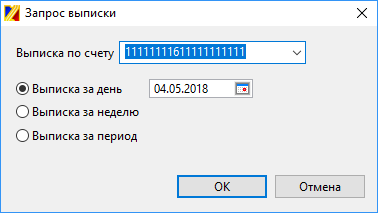 Запрос выписки
Выписка по счету 11111111611111111111
Выписка за день 04.05.2018
Выписка за неделю
Выписка за период
ОК Отмена